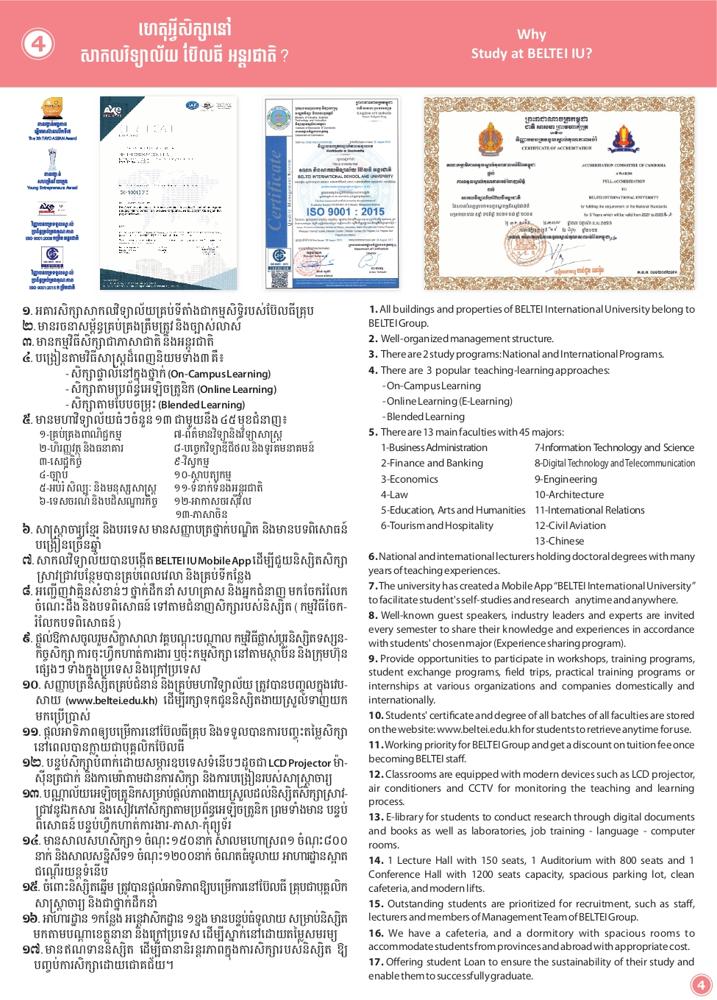 4
ហេតុអ្វីសិក្សានៅ
សាកលវិទ្យាល័យ ប៊ែលធី អន្តរជាតិ ?
Why
Study at BELTEI IU?
Certificate
BELTEI INTERNATIONAL SCHOOL AND UNIVERSITY
ISO 9001 : 2015
CERTIFICATE OF ACCREDITATION
ACCREDITATION COMMITTEE OF CAMBODIA
FULL ACCREDITATION
TO
BELTEI INTERNATIONAL UNIVERSITY
១. អគារសិក្សាសាកលវិទ្យាល័យគ្រប់ទីតាំងជាកម្មសិទ្ធិរបស់ប៊ែលធីគ្រុប
២. មានរចនាសម្ព័ន្ធគ្រប់គ្រងត្រឹមត្រូវ និងច្បាស់លាស់
៣. មានកម្មវិធីសិក្សាជាភាសាជាតិ និងអន្តរជាតិ
៤. បង្រៀនតាមវិធីសាស្ត្រដ៏ពេញនិយមទាំង៣ គឺ៖
- សិក្សាផ្ទាល់នៅក្នុងថ្នាក់ (On-Campus Learning)
- សិក្សាតាមប្រព័ន្ធអេឡិចត្រូនិក (Online Learning)
- សិក្សាតាមបែបចម្រុះ (Blended Learning)
៥. មានមហាវិទ្យាល័យធំៗចំនួន ១៣ ជាមួយនឹង ៤៥ មុខជំនាញ៖
១-គ្រប់គ្រងពាណិជ្ជកម្ម
២-ហិរញ្ញវត្ថុ និងធនាគារ
៣-សេដ្ឋកិច្ច
៤-ច្បាប់
៥-អប់រំ សិល្បៈ និងមនុស្សសាស្ត្រ
៦-ទេសចរណ៍ និងបដិសណ្ឋារកិច្ច
៧-ព័ត៌មានវិទ្យា និងវិទ្យាសាស្ត្រ
៨-បច្ចេកវិទ្យាឌីជីថល និងទូរគមនាគមន៍
៩-វិស្វកម្ម
១០-ស្ថាបត្យកម្ម
១១-ទំនាក់ទំនងអន្តរជាតិ
១២-អាកាសចរស៊ីវិល
១៣-ភាសាចិន
៦. សាស្ត្រាចារ្យខ្មែរ និងបរទេស មានសញ្ញាបត្រថ្នាក់បណ្ឌិត និងមានបទពិសោធន៍
បង្រៀនច្រើនឆ្នាំ
៧. សាកលវិទ្យាល័យបានបង្កើត BELTEI IU Mobile App ដើម្បីជួយនិស្សិតសិក្សា
ស្រាវជ្រាវបន្ថែមបានគ្រប់ពេលវេលា និងគ្រប់ទីកន្លែង
៨. អញ្ជើញវាគ្មិនសំខាន់ៗ ថ្នាក់ដឹកនាំ សហគ្រាស និងអ្នកជំនាញ មកចែករំលែក
ចំណេះដឹង និងបទពិសោធន៍ ទៅតាមជំនាញសិក្សារបស់និស្សិត ( កម្មវិធីចែក-
រំលែកបទពិសោធន៍ )
៩. ផ្តល់ឱកាសចូលរួមសិក្ខាសាលា វគ្គបណ្តុះបណ្តាល កម្មវិធីផ្លាស់ប្តូរនិស្សិតទស្សន-
កិច្ចសិក្សា ការចុះហ្វឹកហាត់ការងារ ឬចុះកម្មសិក្សា នៅតាមស្ថាប័ន និងក្រុមហ៊ុន
ផ្សេងៗ ទាំងក្នុងប្រទេស និងក្រៅប្រទេស
១០. សញ្ញាបត្រនិស្សិតគ្រប់ជំនាន់ និងគ្រប់មហាវិទ្យាល័យ ត្រូវបានបញ្ចូលក្នុងវេប-
សាយ (www.beltei.edu.kh) ដើម្បីរក្សាទុកជូននិស្សិតងាយស្រួលទាញយក
មកប្រើប្រាស់
១១. ផ្តល់អាទិភាពឲ្យបម្រើការនៅប៊ែលធីគ្រុប និងទទួលបានការបញ្ចុះតម្លៃសិក្សា
នៅពេលបានក្លាយជាបុគ្គលិកប៊ែលធី
១២. បន្ទប់សិក្សាបំពាក់ដោយសម្ភារឧបទេសទំនើបៗដូចជា LCD Projector ម៉ា-
ស៊ីនត្រជាក់ និងកាមេរ៉ាតាមដានការសិក្សា និងការបង្រៀនរបស់សាស្ត្រាចារ្យ
១៣. បណ្ណាល័យអេឡិចត្រូនិកសម្រាប់ផ្តល់ភាពងាយស្រួលដល់និស្សិតសិក្សាស្រាវ-
ជ្រាវនូវឯកសារ និងសៀវភៅសិក្សាតាមប្រព័ន្ធអេឡិចត្រូនិក ព្រមទាំងមាន បន្ទប់
ពិសោធន៍ បន្ទប់ហ្វឹកហាត់ការងារ-ភាសា-កុំព្យូទ័រ
១៤. មានសាលសហសិក្សា១ ចំណុះ ១៥០នាក់ សាលមហោស្រព១ ចំណុះ៨០០
នាក់ និងសាលសន្និសីទ១ ចំណុះ១២០០នាក់ ចំណតធំទូលាយ អាហារដ្ឋានស្អាត
ជណ្តើរយន្តទំនើប
១៥. ចំពោះនិស្សិតឆ្នើម ត្រូវបានផ្តល់អាទិភាពឱ្យបម្រើការនៅប៊ែលធី គ្រុបជាបុគ្គលិក
សាស្ត្រាចារ្យ និងជាថ្នាក់ដឹកនាំ
១៦. អាហារដ្ឋាន ១កន្លែង អន្តេវាសិកដ្ឋាន ១ខ្នង មានបន្ទប់ធំទូលាយ សម្រាប់និស្សិត
មកតាមបណ្តាខេត្តនានា និងក្រៅប្រទេស ដើម្បីស្នាក់នៅដោយតម្លៃសមរម្យ
១៧. មានឥណទាននិស្សិត ដើម្បីធានានិរន្តរភាពក្នុងការសិក្សារបស់និស្សិត ឱ្យ
បញ្ចប់ការសិក្សាដោយជោគជ័យ។
1. All buildings and properties of BELTEI International University belong to
BELTEI Group.
2. Well-organized management structure.
3. There are 2 study programs: National and International Programs.
4. There are 3 popular teaching-learning approaches:
- On-Campus Learning
- Online Learning (E-Learning)
- Blended Learning
5. There are 13 main faculties with 45 majors:
1-Business Administration
2-Finance and Banking
3-Economics
4-Law
5-Education, Arts and Humanities
6-Tourism and Hospitality
7-Information Technology and Science
8-Digital Technology and Telecommunication
9-Engineering
10-Architecture
11-International Relations
12-Civil Aviation
13-Chinese
6. National and international lecturers holding doctoral degrees with many
years of teaching experiences.
7. The university has created a Mobile App "BELTEI International University"
to facilitate student's self-studies and research anytime and anywhere.
8. Well-known guest speakers, industry leaders and experts are invited
every semester to share their knowledge and experiences in accordance
with students' chosen major (Experience sharing program).
9. Provide opportunities to participate in workshops, training programs,
student exchange programs, field trips, practical training programs or
internships at various organizations and companies domestically and
internationally.
10. Students' certificate and degree of all batches of all faculties are stored
on the website: www.beltei.edu.kh for students to retrieve anytime for use.
11. Working priority for BELTEI Group and get a discount on tuition fee once
becoming BELTEI staff.
12. Classrooms are equipped with modern devices such as LCD projector,
air conditioners and CCTV for monitoring the teaching and learning
process.
13. E-library for students to conduct research through digital documents
and books as well as laboratories, job training - language - computer
rooms.
14. 1 Lecture Hall with 150 seats, 1 Auditorium with 800 seats and 1
Conference Hall with 1200 seats capacity, spacious parking lot, clean
cafeteria, and modern lifts.
15. Outstanding students are prioritized for recruitment, such as staff,
lecturers and members of Management Team of BELTEI Group.
16. We have a cafeteria, and a dormitory with spacious rooms to
accommodate students from provinces and abroad with appropriate cost.
17. Offering student Loan to ensure the sustainability of their study and
enable them to successfully graduate.
4